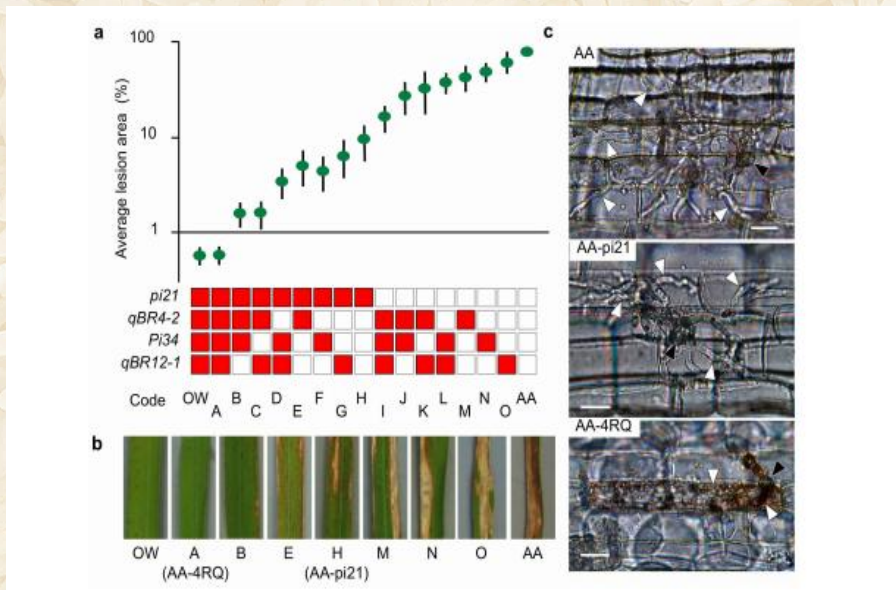 a
100
10
1
Average lesion area (%)
pi21
qBR4-2
Pi34
qBR12-1
Code OW A B C D E F G H I J K L M N O AA
b
OW A B E H M N O AA
(AA-4RQ) (AA-pi21)
c
AA
AA-pi21
AA-4RQ